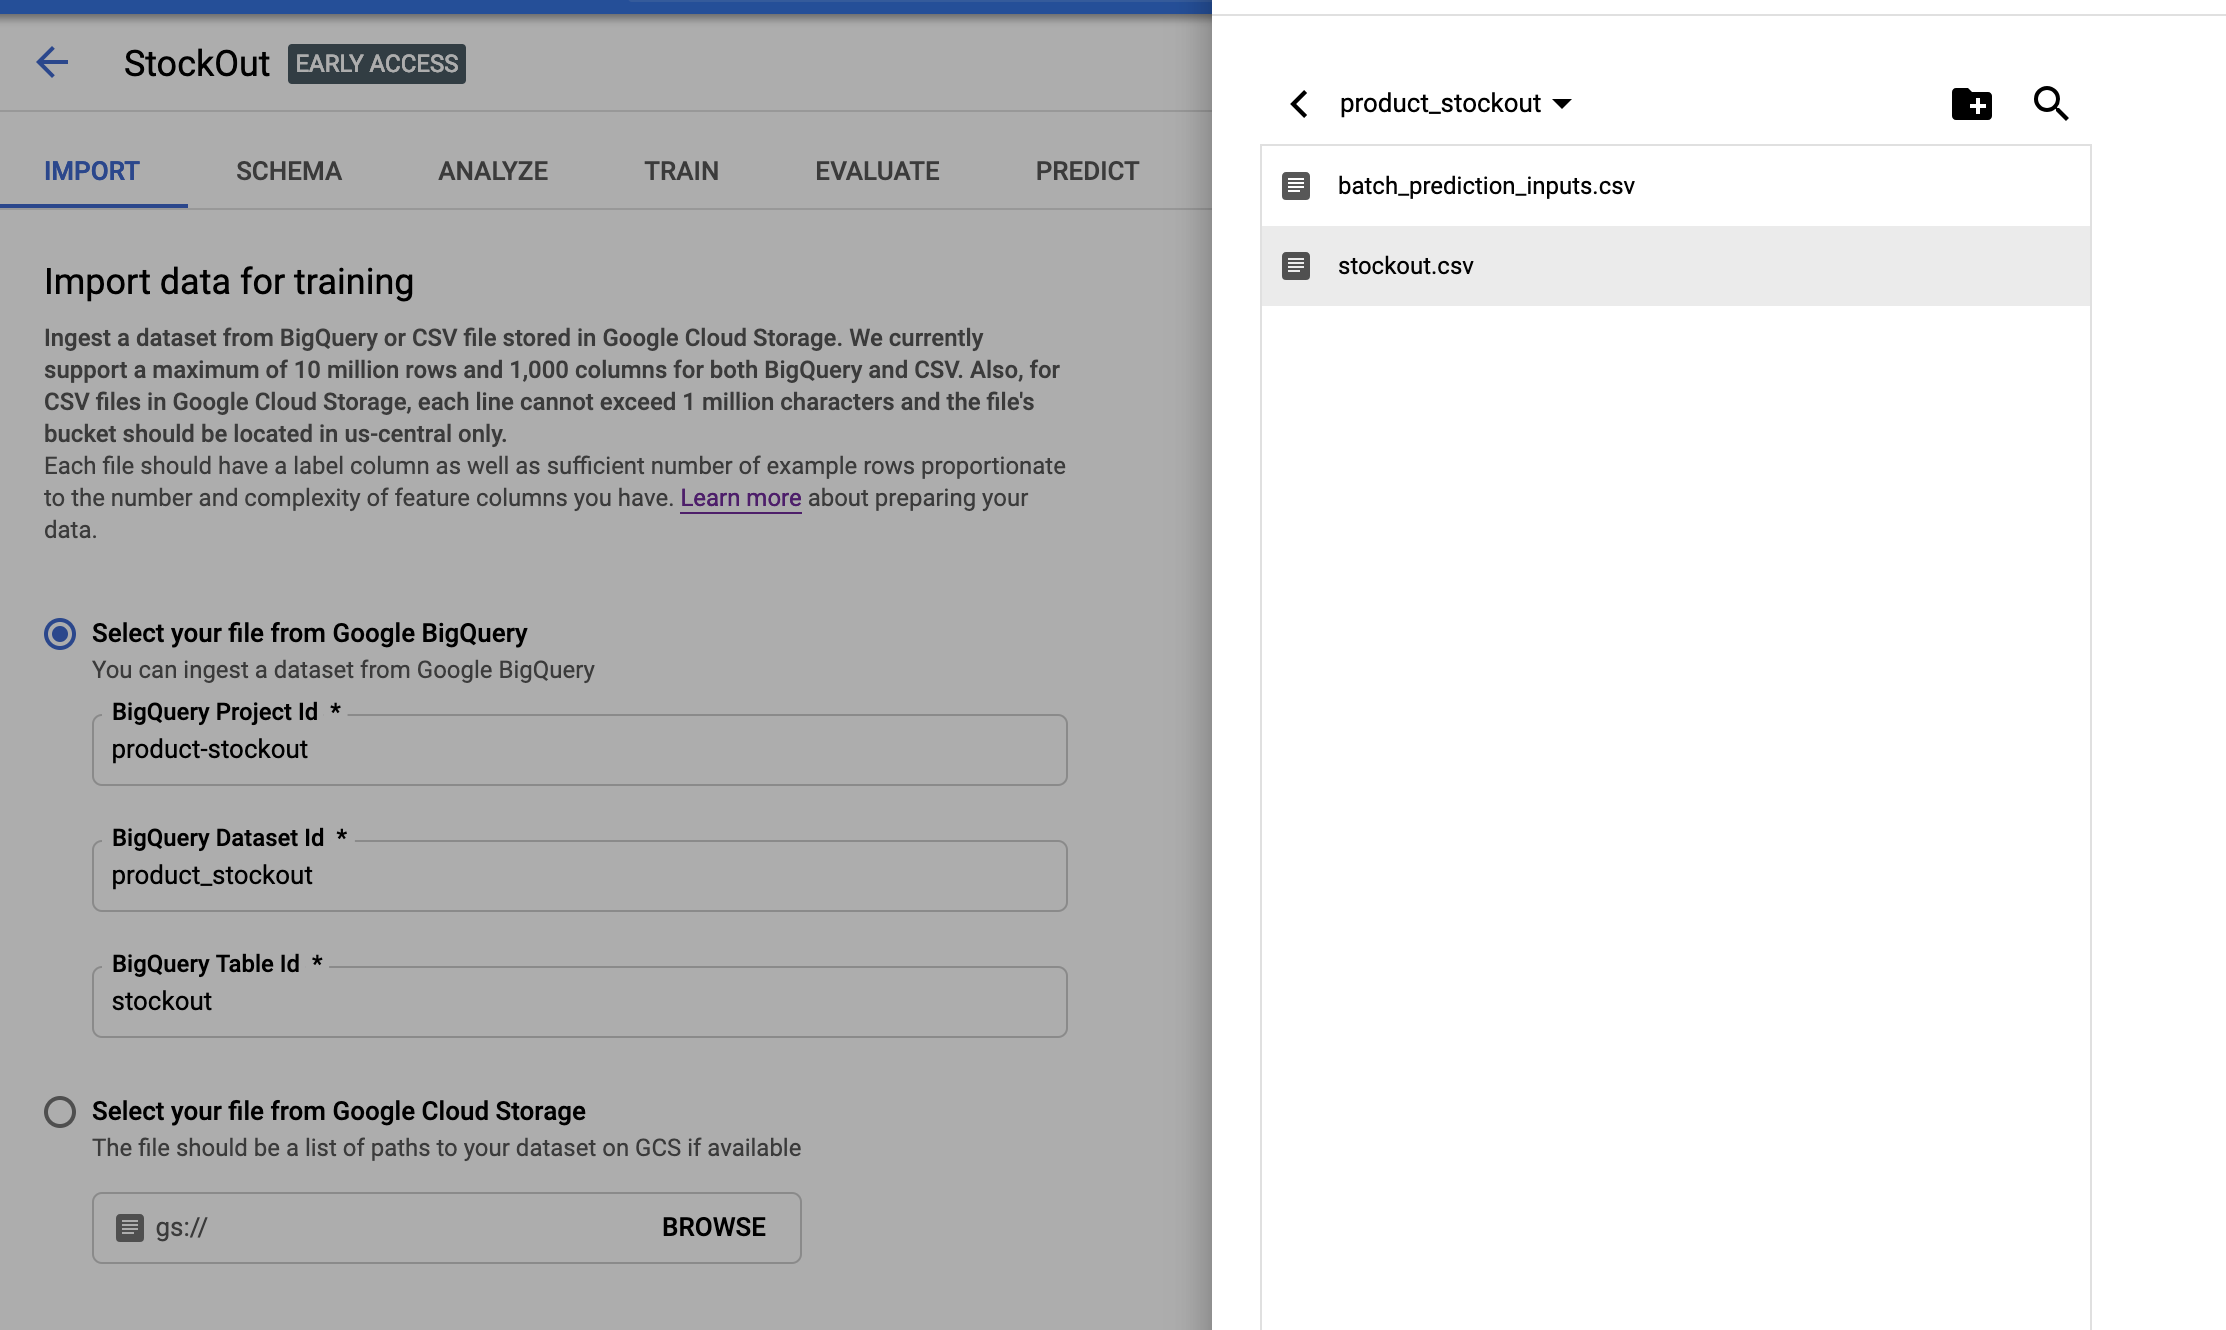 StockOut EARLY ACCESS
IMPORT SCHEMA ANALYZE TRAIN EVALUATE PREDICT
Import data for training
Ingest a dataset from BigQuery or CSV file stored in Google Cloud Storage. We currently
support a maximum of 10 million rows and 1,000 columns for both BigQuery and CSV. Also, for
CSV files in Google Cloud Storage, each line cannot exceed 1 million characters and the file's
bucket should be located in us-central only.
Each file should have a label column as well as sufficient number of example rows proportionate
to the number and complexity of feature columns you have. Learn more about preparing your
data.
Select your file from Google BigQuery
You can ingest a dataset from Google BigQuery
BigQuery Project Id *
product-stockout
BigQuery Dataset Id *
product_stockout
BigQuery Table Id *
stockout
Select your file from Google Cloud Storage
The file should be a list of paths to your dataset on GCS if available
gs:// BROWSE
product_stockout
batch_prediction_inputs.csv
stockout.csv